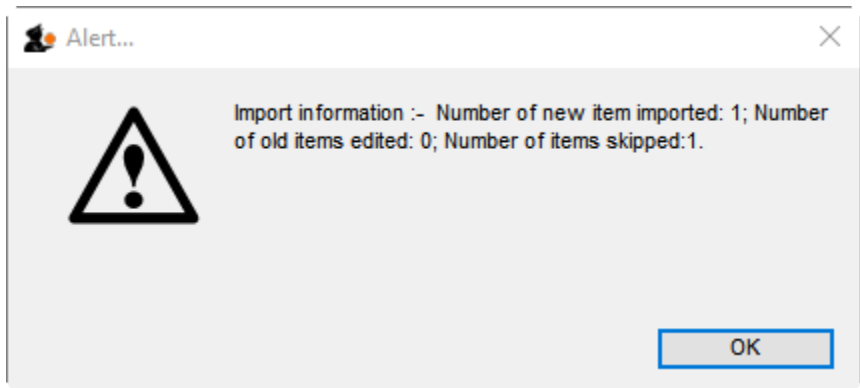 Alert...
Import information :-  Number of new item imported: 1; Number
of old items edited: 0; Number of items skipped:1.
OK